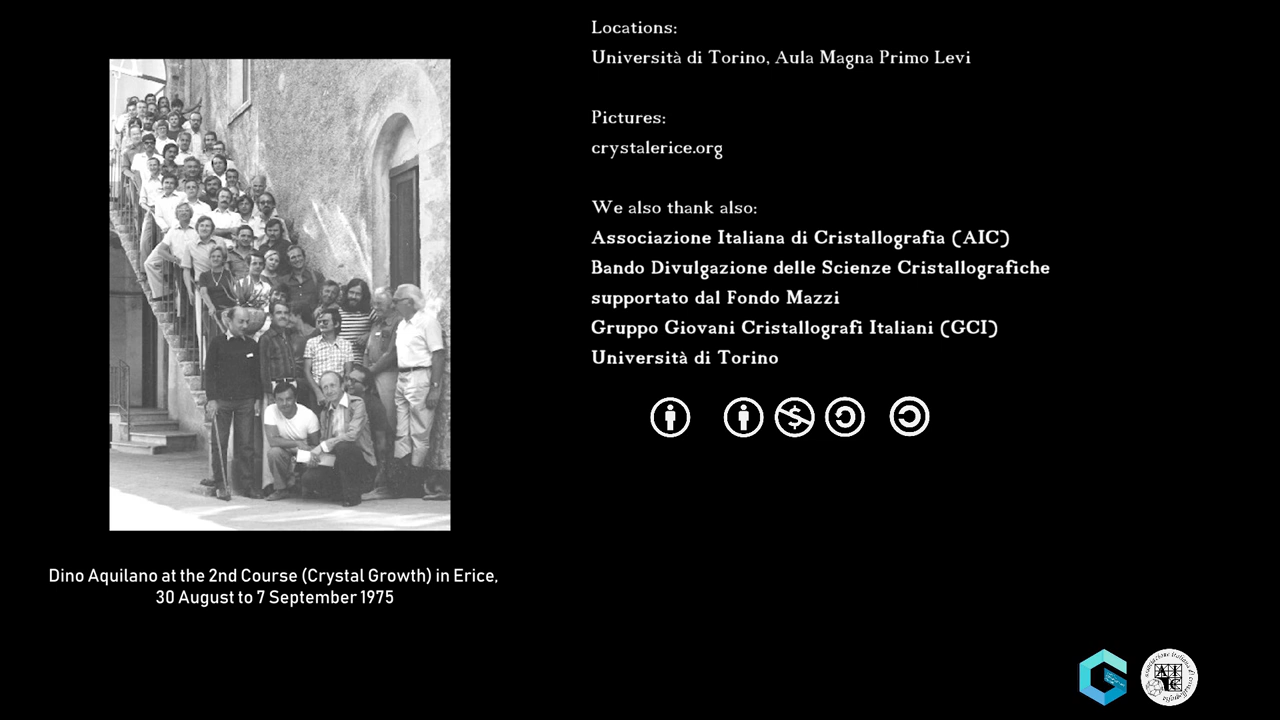 Locations:
Università di Torino, Aula Magna Primo Levi
Pictures:
crystalerice.org
We also thank also:
Associazione Italiana di Cristallografia (AIC)
Bando Divulgazione delle Scienze Cristallografiche
supportato dal Fondo Mazzi
Gruppo Giovani Cristallografi Italiani (GCI)
Università di Torino
Dino Aquilano at the 2nd Course (Crystal Growth) in Erice,
30 August to 7 September 1975